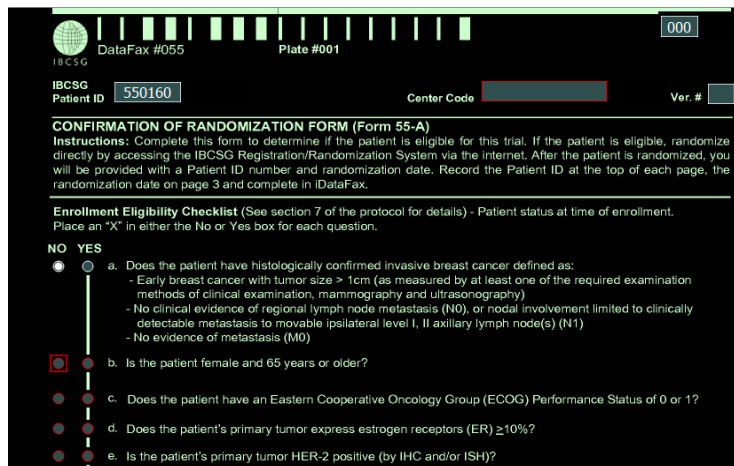 000
DataFax #055 Plate #001
IBCSG
IBCSG
Patient ID 550160 Center Code Ver. #
CONFIRMATION OF RANDOMIZATION FORM (Form 55-A)
Instructions: Complete this form to determine if the patient is eligible for this trial. If the patient is eligible, randomize
directly by accessing the IBCSG Registration/Randomization System via the internet. After the patient is randomized, you
will be provided with a Patient ID number and randomization date. Record the Patient ID at the top of each page, the
randomization date on page 3 and complete in iDataFax.
Enrollment Eligibility Checklist (See section 7 of the protocol for details) - Patient status at time of enrollment.
Place an “X” in either the No or Yes box for each question.
NO YES
a. Does the patient have histologically confirmed invasive breast cancer defined as:
- Early breast cancer with tumor size > 1cm (as measured by at least one of the required examination
methods of clinical examination, mammography and ultrasonography)
- No clinical evidence of regional lymph node metastasis (N0), or nodal involvement limited to clinically
detectable metastasis to movable ipsilateral level I, II axillary lymph node(s) (N1)
- No evidence of metastasis (M0)
b. Is the patient female and 65 years or older?
c. Does the patient have an Eastern Cooperative Oncology Group (ECOG) Performance Status of 0 or 1?
d. Does the patient's primary tumor express estrogen receptors (ER) ≥10%?
e. Is the patient's primary tumor HER-2 positive (by IHC and/or ISH)?